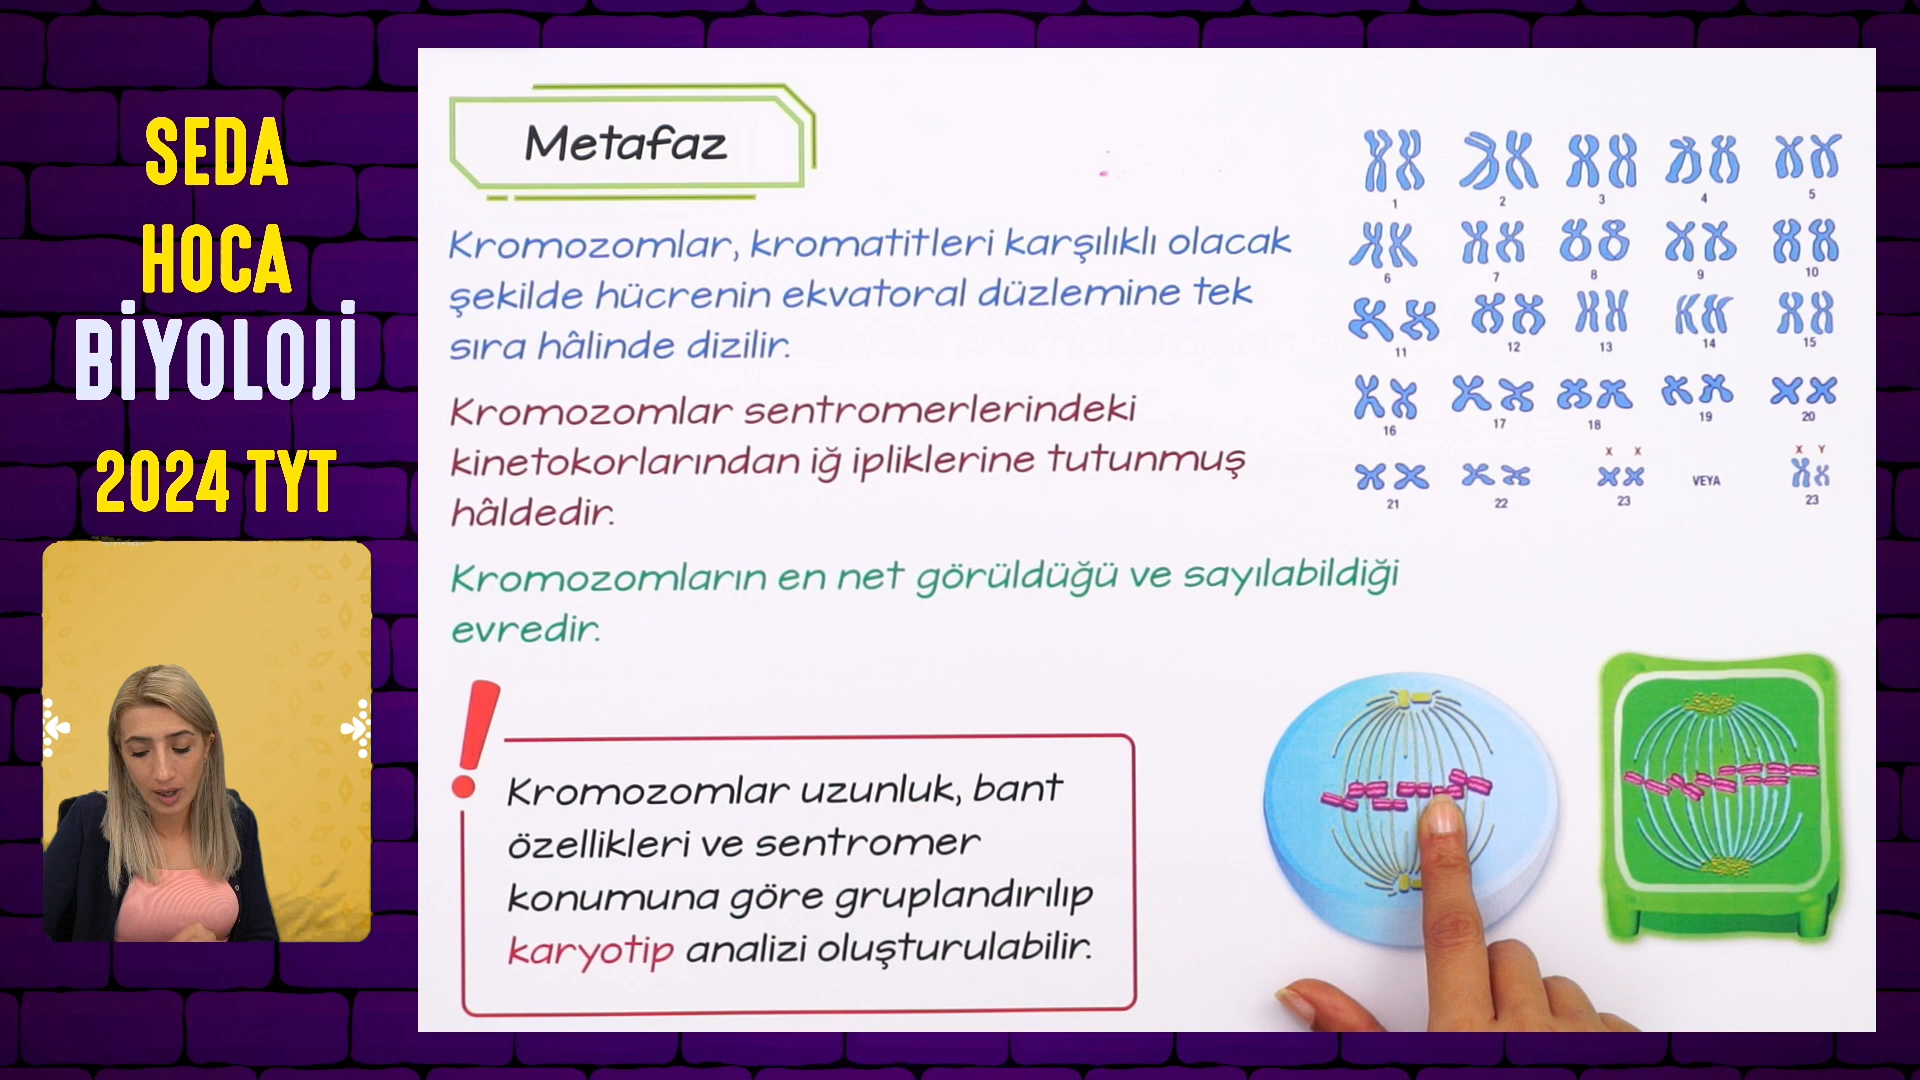 SEDA
HOCA
BİYOLOJİ
2024 TYT
Metafaz
Kromozomlar, kromatitleri karşılıklı olacak
şekilde hücrenin ekvatoral düzlemine tek
sıra hâlinde dizilir.
Kromozomlar sentromerlerindeki
kinetokorlarından iğ ipliklerine tutunmuş
hâldedir.
Kromozomların en net görüldüğü ve sayılabildiği
evredir.
!
Kromozomlar uzunluk, bant
özellikleri ve sentromer
konumuna göre gruplandırılıp
karyotip analizi oluşturulabilir.
1 2 3 4 5
6 7 8 9 10
11 12 13 14 15
16 17 18 19 20
X X X Y
VEYA
21 22 23 23